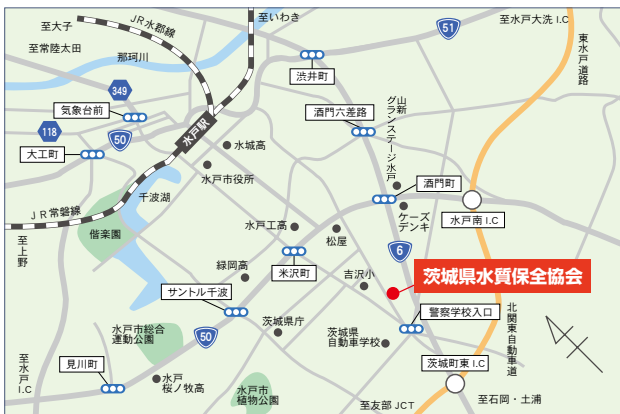 至いわき
至大子
JR水郡線
至水戸大洗 I.C
51
至常陸太田
那珂川
東水戸道路
渋井町
349
気象台前
酒門六差路
山新
グランステージ水戸
118
50
水戸駅
水城高
大工町
水戸市役所
酒門町
千波湖
JR常磐線
水戸南 I.C
ケーズ
デンキ
偕楽園
水戸工高
松屋
至上野
6
米沢町
緑岡高
吉沢小
茨城県水質保全協会
サントル千波
警察学校入口
北関東自動車道
茨城県庁
水戸市総合
運動公園
50
茨城県
自動車学校
見川町
茨城町東 I.C
至水戸I.C
水戸
桜ノ牧高
水戸市
植物公園
至石岡・土浦
至友部 JCT